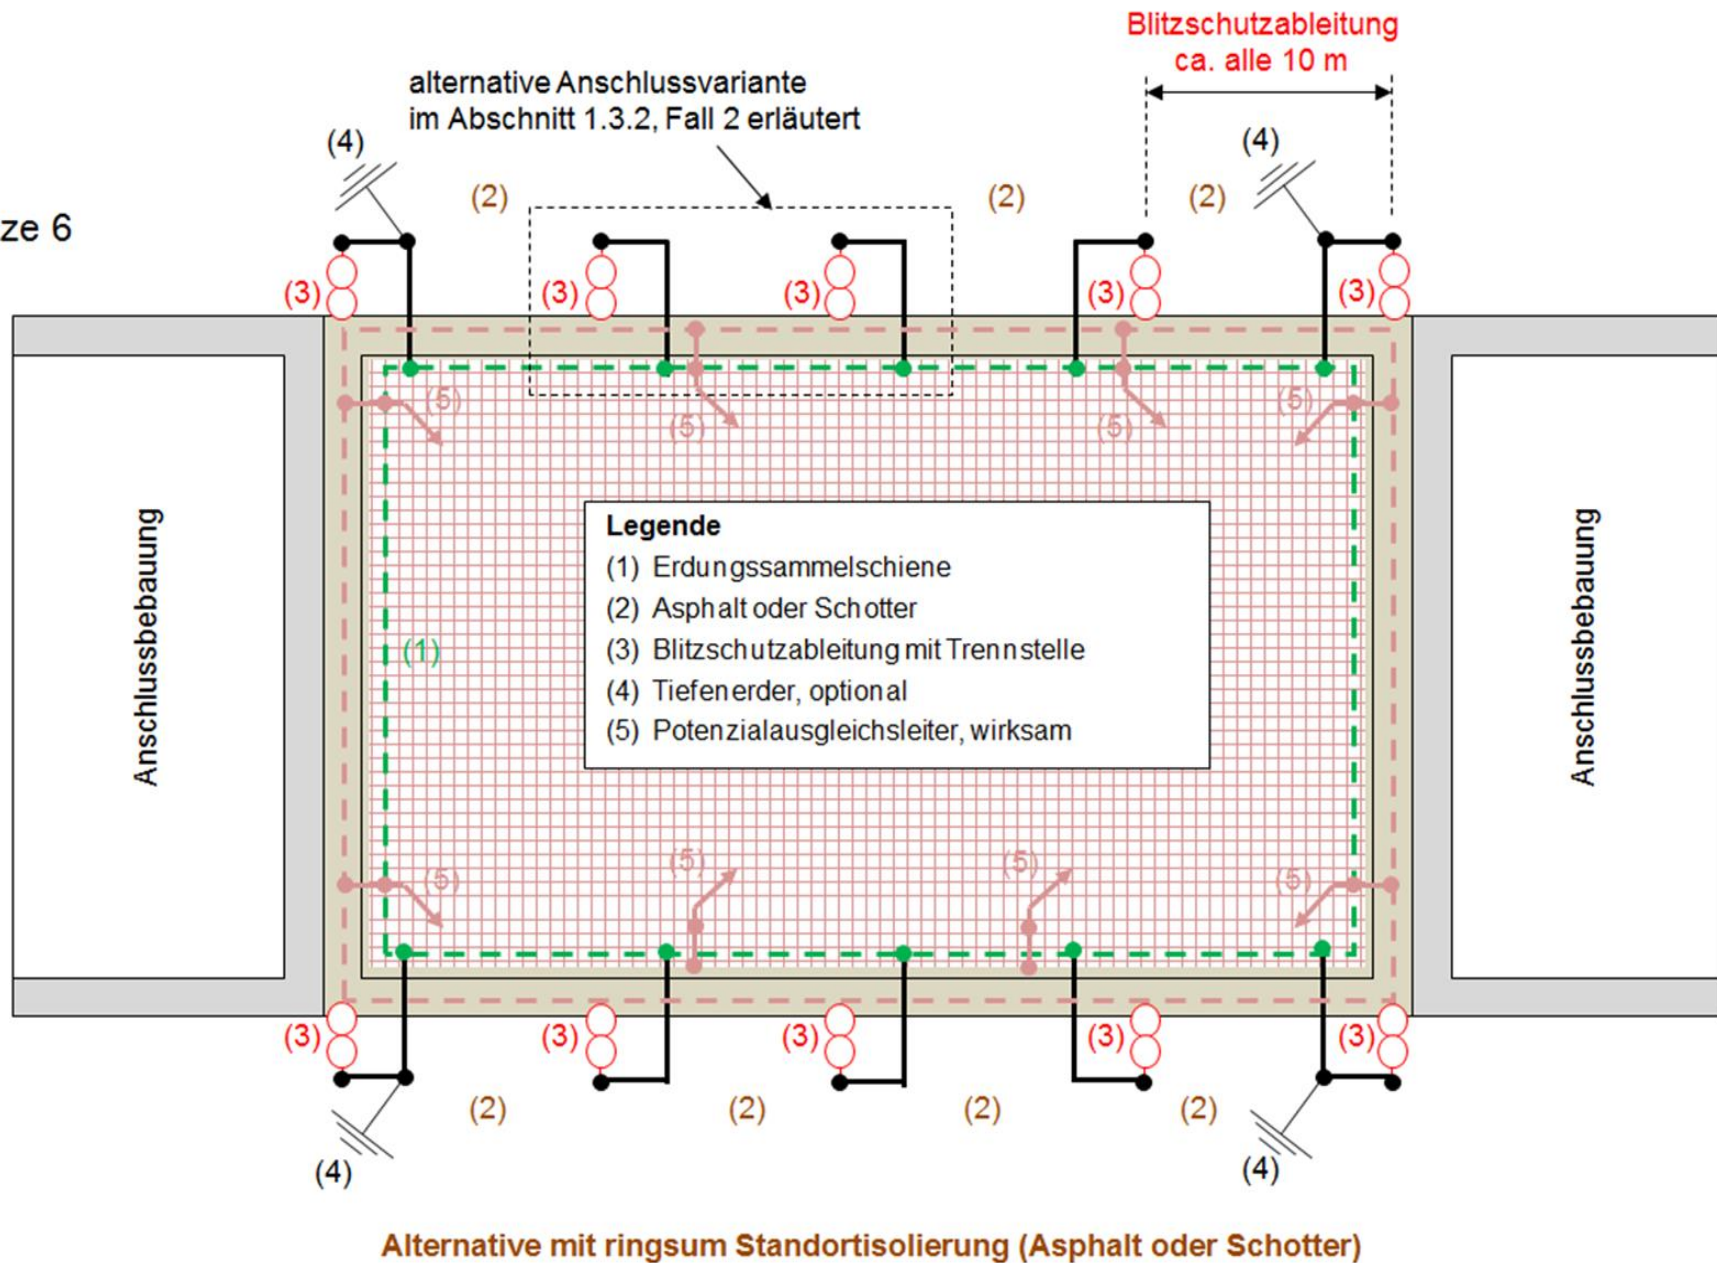 Blitzschutzableitung
ca. alle 10 m
alternative Anschlussvariante
im Abschnitt 1.3.2, Fall 2 erläutert
(4)
(4)
(2)
(2)
(2)
ze 6
(3)
(3)
(3)
(3)
(3)
(5)
(5)
(5)
(5)
Anschlussbebauung
Anschlussbebauung
(1)
Legende
(1) Erdungssammelschiene
(2) Asphalt oder Schotter
(3) Blitzschutzableitung mit Trennstelle
(4) Tiefenerder, optional
(5) Potenzialausgleichsleiter, wirksam
(5)
(5)
(5)
(5)
(3)
(3)
(3)
(3)
(3)
(2)
(2)
(2)
(2)
(4)
(4)
Alternative mit ringsum Standortisolierung (Asphalt oder Schotter)